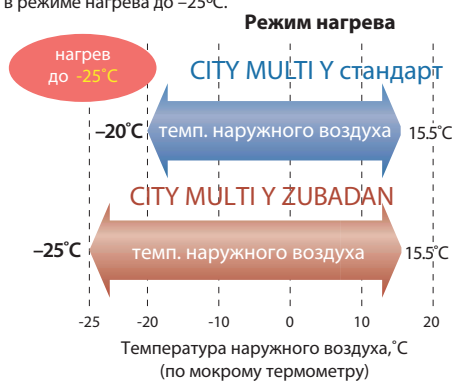 в режиме нагрева до –25°C.
Режим нагрева
нагрев
до -25°C
CITY MULTI Y стандарт
–20°C темп. наружного воздуха 15.5°C
CITY MULTI Y ZUBADAN
–25°C темп. наружного воздуха 15.5°C
-25 -20 -10 0 10 20
Температура наружного воздуха,°C
(по мокрому термометру)